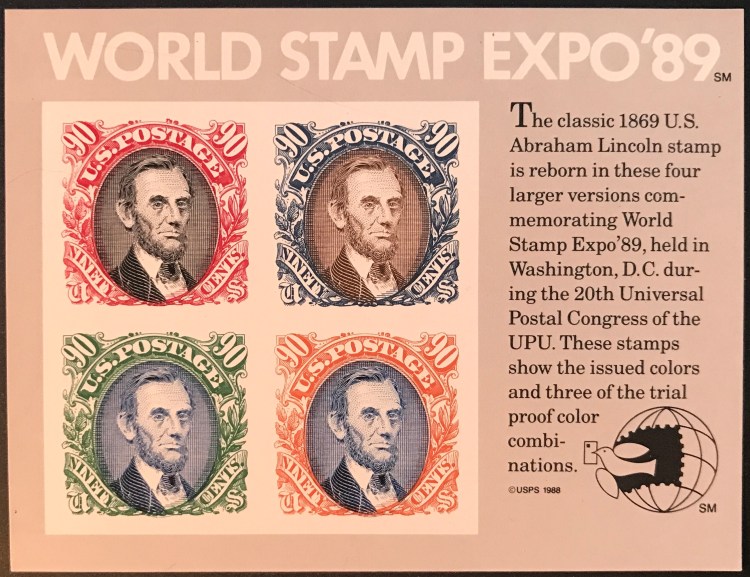 WORLD STAMP EXPO'89 SM
90 U.S. POSTAGE 90
NINETY CENTS.
U S
90 U.S. POSTAGE 90
NINETY CENTS.
U S
90 U.S. POSTAGE 90
NINETY CENTS.
U S
90 U.S. POSTAGE 90
NINETY CENTS.
U S
The classic 1869 U.S.
Abraham Lincoln stamp
is reborn in these four
larger versions com-
memorating World
Stamp Expo'89, held in
Washington, D.C. dur-
ing the 20th Universal
Postal Congress of the
UPU. These stamps
show the issued colors
and three of the trial
proof color
combi-
nations.
©USPS 1988
SM